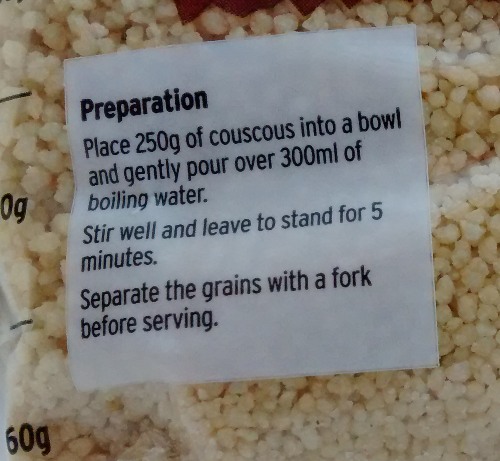 Preparation
Place 250g of couscous into a bowl
and gently pour over 300ml of
boiling water.
Stir well and leave to stand for 5
minutes.
Separate the grains with a fork
before serving.
0g
60g